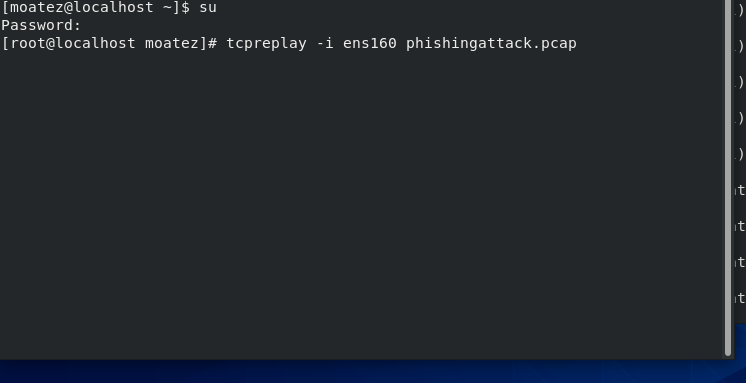 [moatez@localhost ~]$ su
Password:
[root@localhost moatez]# tcpreplay -i ens160 phishingattack.pcap